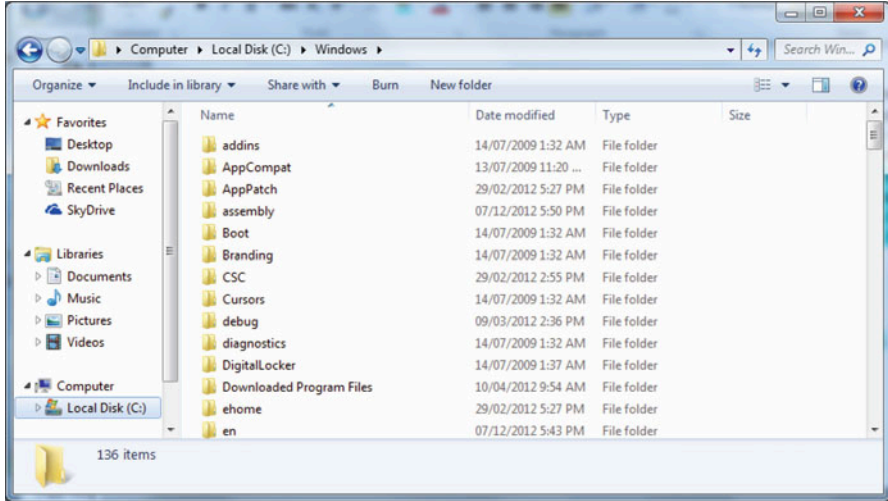 Computer Local Disk (C:) Windows Search Win...
Organize Include in library Share with Burn New folder
Favorites
Desktop
Downloads
Recent Places
SkyDrive
Libraries
Documents
Music
Pictures
Videos
Computer
Local Disk (C:)
Name Date modified Type Size
addins 14/07/2009 1:32 AM File folder
AppCompat 13/07/2009 11:20 ... File folder
AppPatch 29/02/2012 5:27 PM File folder
assembly 07/12/2012 5:50 PM File folder
Boot 14/07/2009 1:32 AM File folder
Branding 14/07/2009 1:32 AM File folder
CSC 29/02/2012 2:55 PM File folder
Cursors 14/07/2009 1:32 AM File folder
debug 09/03/2012 2:36 PM File folder
diagnostics 14/07/2009 1:32 AM File folder
DigitalLocker 14/07/2009 1:37 AM File folder
Downloaded Program Files 10/04/2012 9:54 AM File folder
ehome 29/02/2012 5:27 PM File folder
en 07/12/2012 5:43 PM File folder
136 items